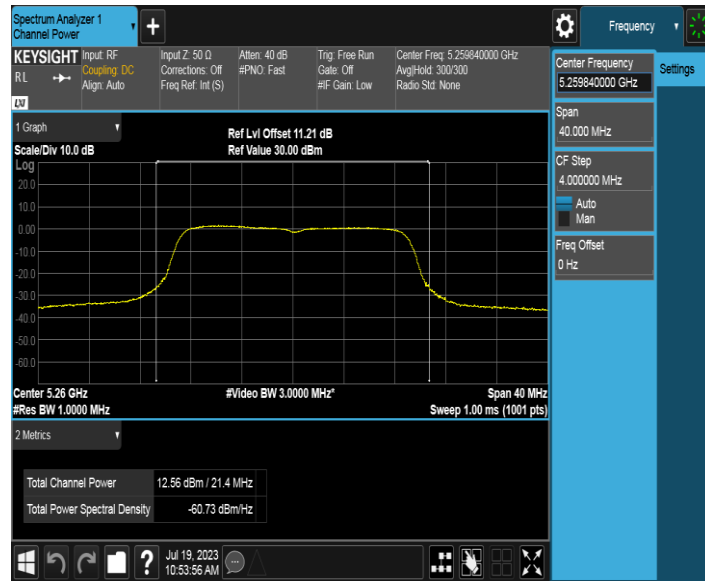 Spectrum Analyzer 1
Channel Power
+
Frequency
KEYSIGHT
RL
LXI
Input: RF
Coupling: DC
Align: Auto
Input Z: 50 Ω
Corrections: Off
Freq Ref: Int (S)
Atten: 40 dB
#PNO: Fast
Trig: Free Run
Gate: Off
#IF Gain: Low
Center Freq: 5.259840000 GHz
Avg|Hold: 300/300
Radio Std: None
Center Frequency
5.259840000 GHz
Settings
Span
40.000 MHz
CF Step
4.000000 MHz
Auto
Man
Freq Offset
0 Hz
1 Graph
Scale/Div 10.0 dB
Ref Lvl Offset 11.21 dB
Ref Value 30.00 dBm
Log
20.0
10.0
0.00
-10.0
-20.0
-30.0
-40.0
-50.0
-60.0
Center 5.26 GHz
#Video BW 3.0000 MHz*
Span 40 MHz
#Res BW 1.0000 MHz
Sweep 1.00 ms (1001 pts)
2 Metrics
Total Channel Power 12.56 dBm / 21.4 MHz
Total Power Spectral Density -60.73 dBm/Hz
?
Jul 19, 2023
10:53:56 AM